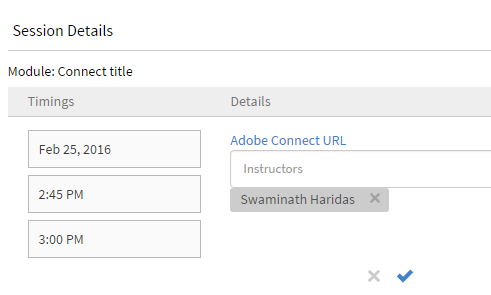 Session Details
Module: Connect title
Timings Details
Feb 25, 2016
Adobe Connect URL
Instructors
2:45 PM
Swaminath Haridas
3:00 PM